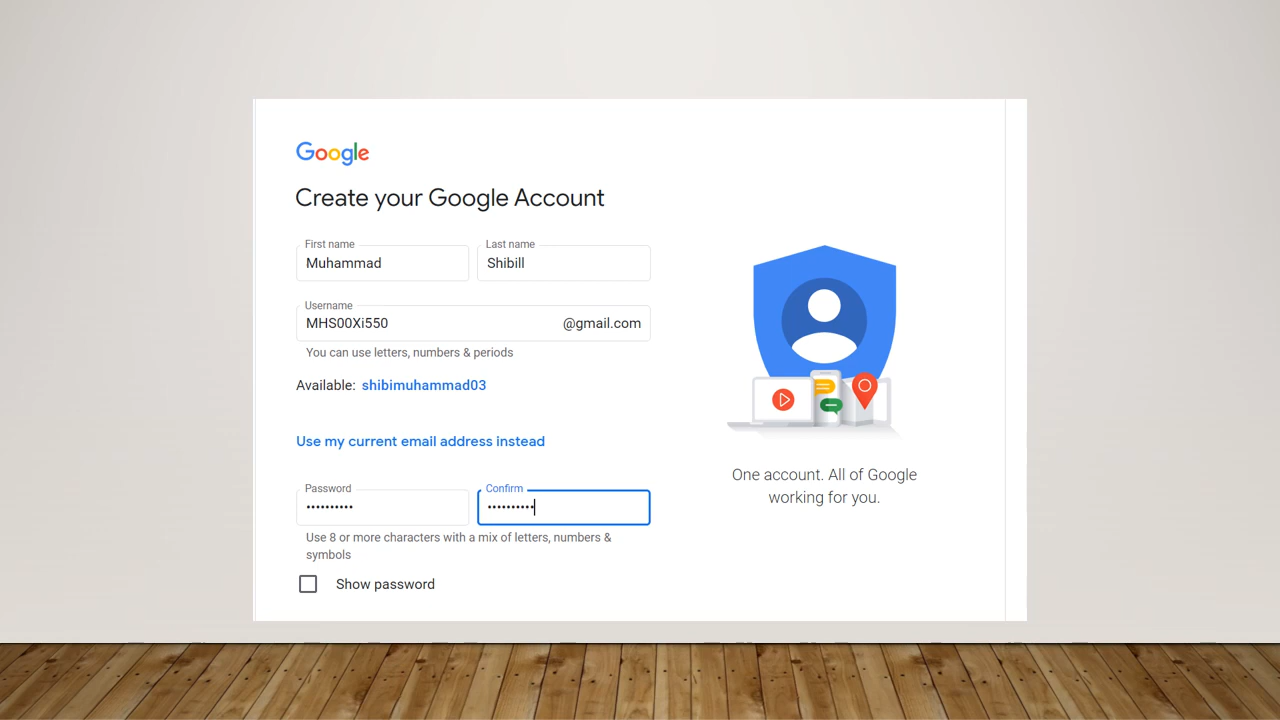 Google
Create your Google Account
First name
Last name
Muhammad
Shibill
Username
MHS00Xi550
@gmail.com
You can use letters, numbers & periods
Available: shibimuhammad03
Use my current email address instead
Password
Confirm
••••••••••
••••••••••
Use 8 or more characters with a mix of letters, numbers &
symbols
Show password
One account. All of Google
working for you.